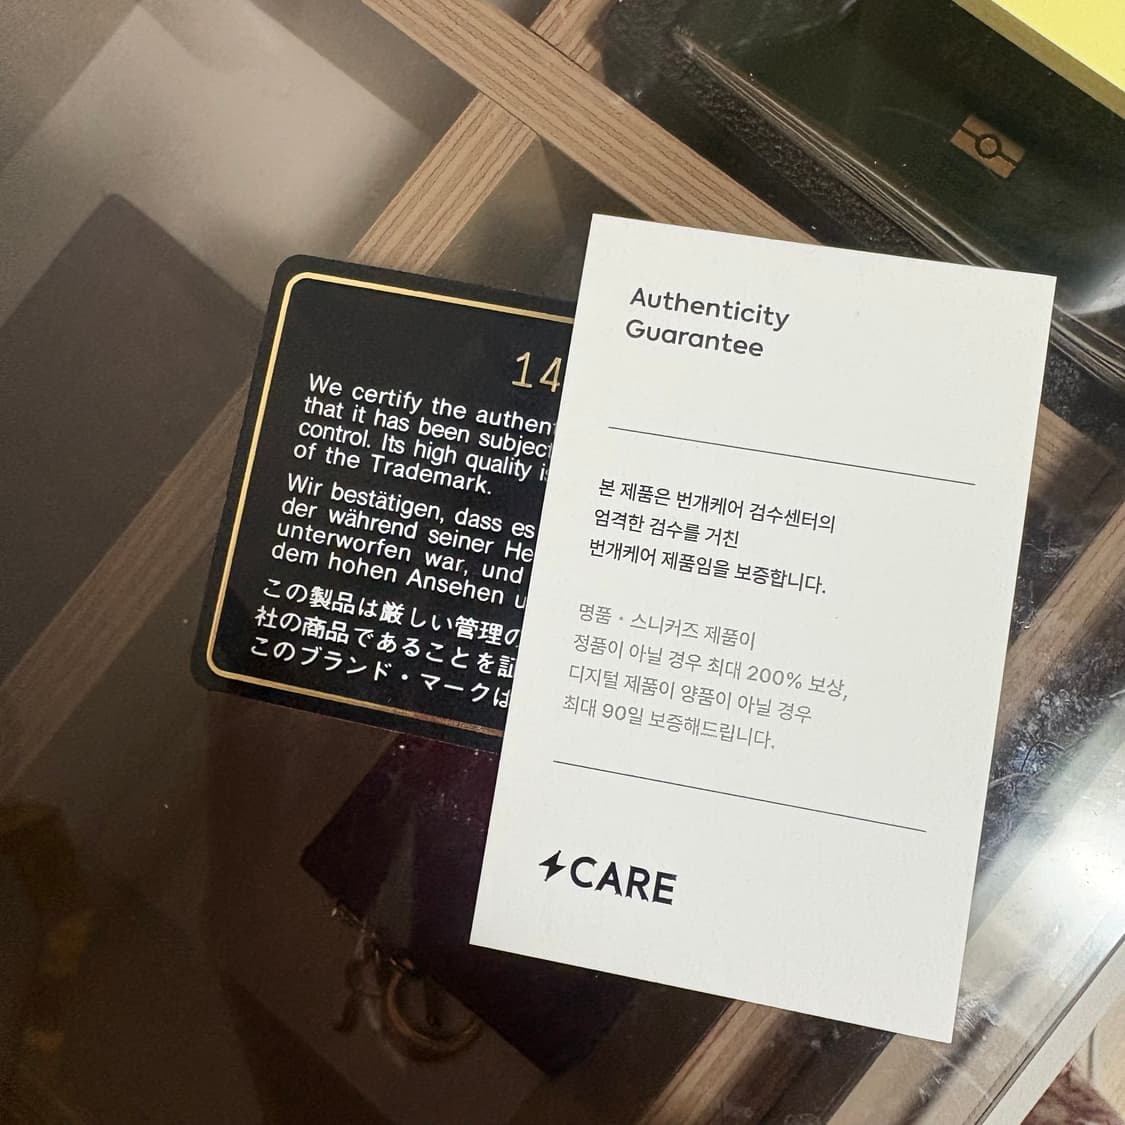 14
We certify the authent
that it has been subject
control. Its high quality is
of the Trademark.
Wir bestätigen, dass es
der während seiner He
unterworfen war, und
dem hohen Ansehen u
この製品は厳しい管理の
社の商品であることを証
このブランド・マークは
Authenticity
Guarantee
본 제품은 번개케어 검수센터의
엄격한 검수를 거친
번개케어 제품임을 보증합니다.
명품・스니커즈 제품이
정품이 아닐 경우 최대 200% 보상,
디지털 제품이 양품이 아닐 경우
최대 90일 보증해드립니다.
CARE